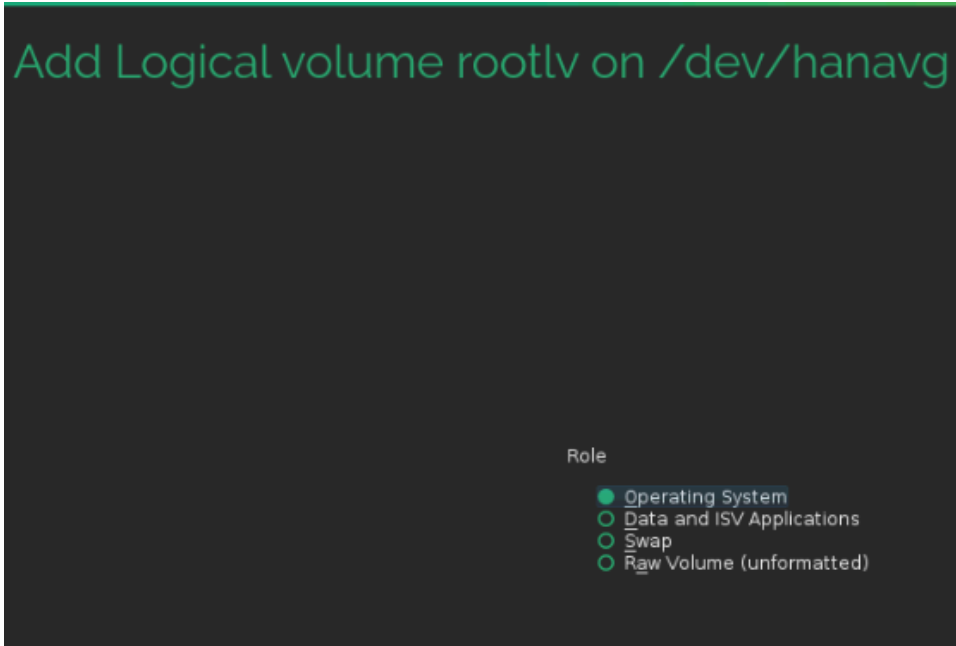 Add Logical volume rootlv on /dev/hanavg
Role
Operating System
Data and ISV Applications
Swap
Raw Volume (unformatted)